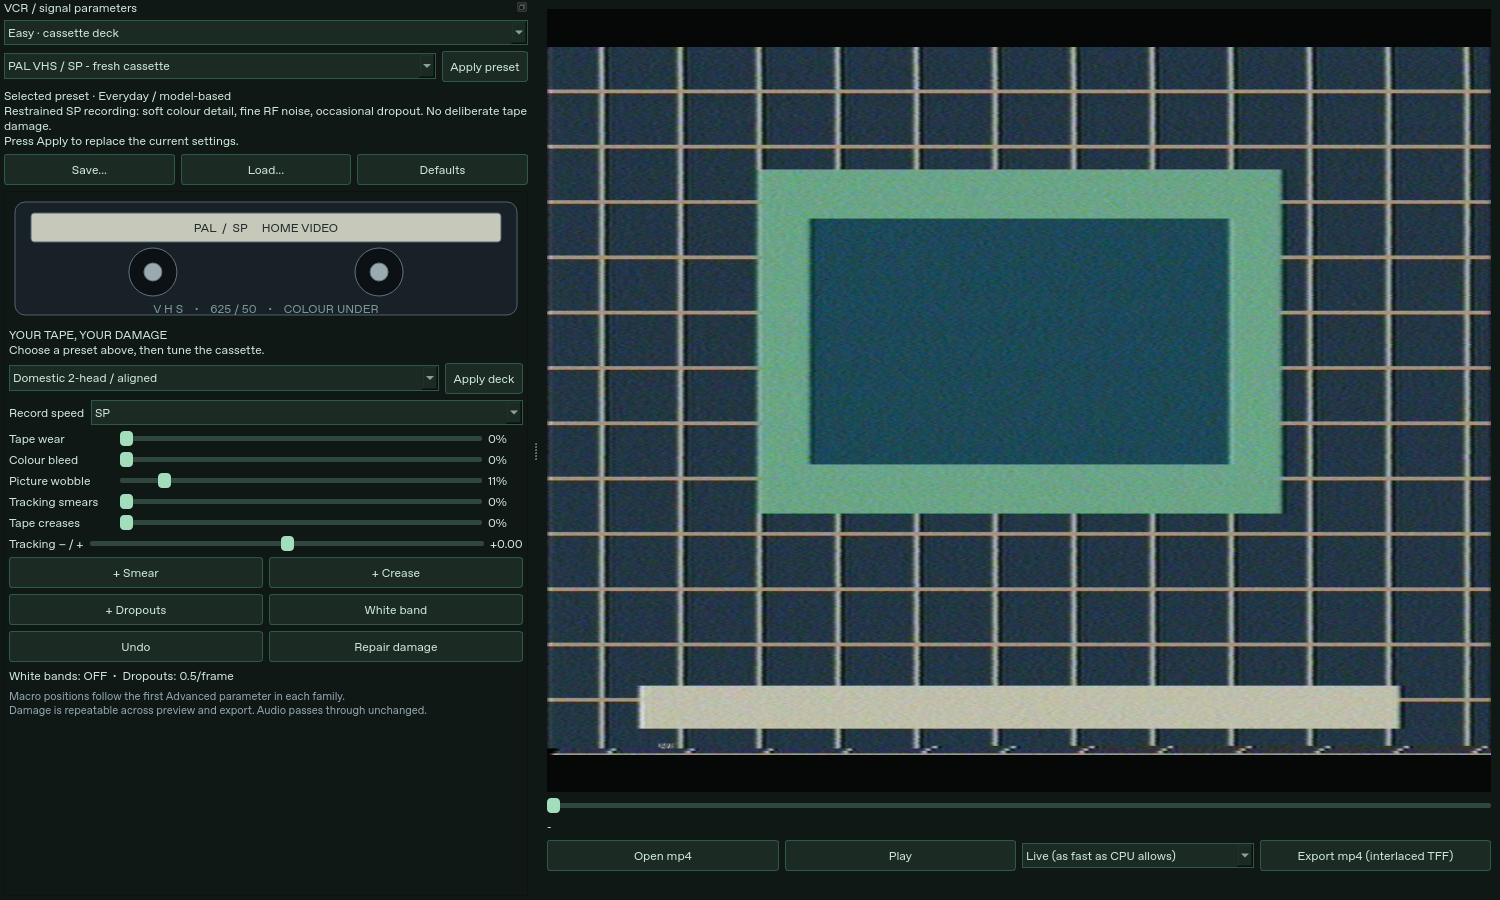 VCR / signal parameters
Easy · cassette deck
PAL VHS / SP - fresh cassette
Apply preset
Selected preset · Everyday / model-based
Restrained SP recording: soft colour detail, fine RF noise, occasional dropout. No deliberate tape
damage.
Press Apply to replace the current settings.
Save...
Load...
Defaults
PAL / SP HOME VIDEO
VHS · 625 / 50 · COLOUR UNDER
YOUR TAPE, YOUR DAMAGE
Choose a preset above, then tune the cassette.
Domestic 2-head / aligned
Apply deck
Record speed
SP
Tape wear 0%
Colour bleed 0%
Picture wobble 11%
Tracking smears 0%
Tape creases 0%
Tracking – / + +0.00
+ Smear
+ Crease
+ Dropouts
White band
Undo
Repair damage
White bands: OFF · Dropouts: 0.5/frame
Macro positions follow the first Advanced parameter in each family.
Damage is repeatable across preview and export. Audio passes through unchanged.
-
Open mp4
Play
Live (as fast as CPU allows)
Export mp4 (interlaced TFF)